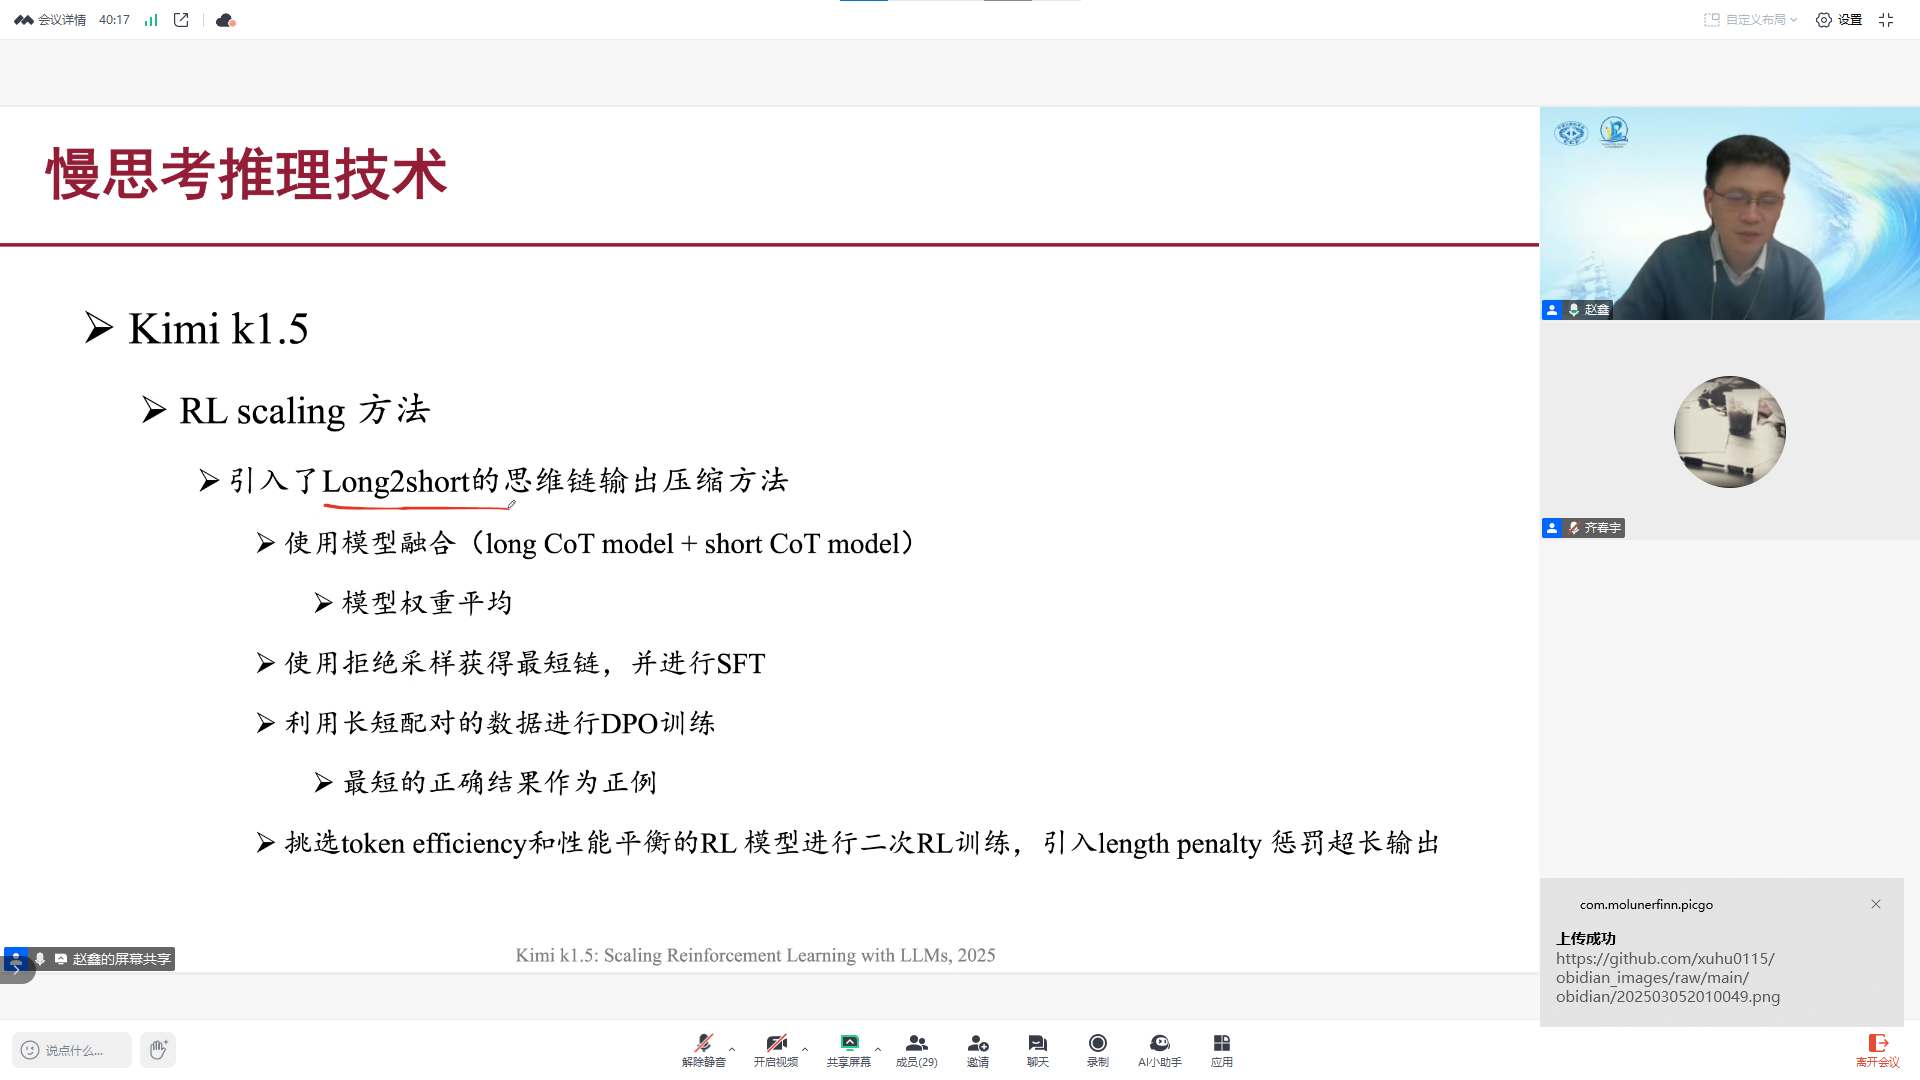 会议详情 40:17
自定义布局 设置
慢思考推理技术
Kimi k1.5
RL scaling 方法
引入了Long2short的思维链输出压缩方法
使用模型融合（long CoT model + short CoT model）
模型权重平均
使用拒绝采样获得最短链，并进行SFT
利用长短配对的数据进行DPO训练
最短的正确结果作为正例
挑选token efficiency和性能平衡的RL 模型进行二次RL训练，引入length penalty 惩罚超长输出
Kimi k1.5: Scaling Reinforcement Learning with LLMs, 2025
赵鑫的屏幕共享
赵鑫
齐春宇
com.molunerfinn.picgo
上传成功
https://github.com/xuhu0115/
obidian_images/raw/main/
obidian/202503052010049.png
说点什么...
解除静音 开启视频 共享屏幕 成员(29) 邀请 聊天 录制 AI小助手 应用
离开会议